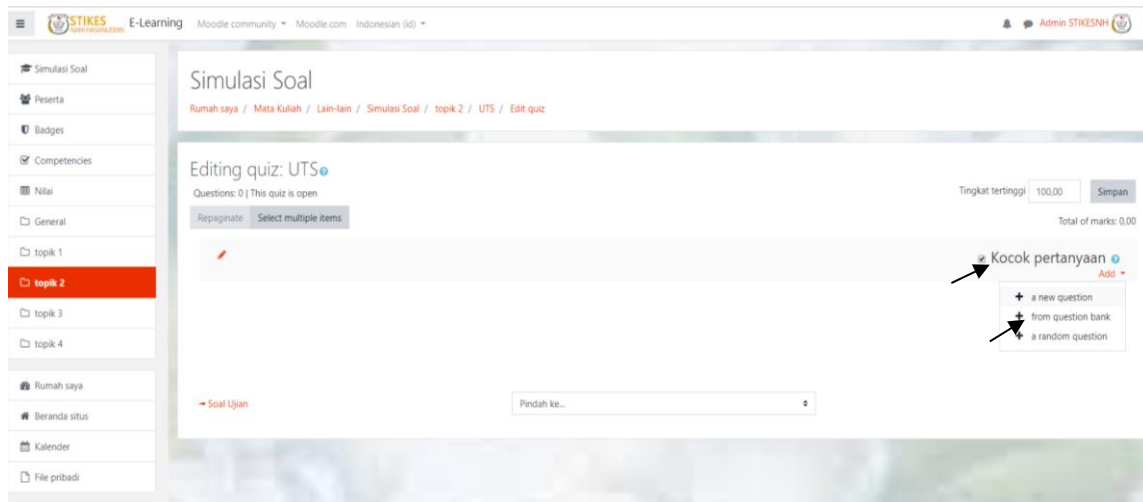 STIKES
NANI HASANUDDIN
E-Learning Moodle community Moodle.com Indonesian (id)
Admin STIKESNH
Simulasi Soal
Peserta
Badges
Competencies
Nilai
General
topik 1
topik 2
topik 3
topik 4
Rumah saya
Beranda situs
Kalender
File pribadi
Simulasi Soal
Rumah saya / Mata Kuliah / Lain-lain / Simulasi Soal / topik 2 / UTS / Edit quiz
Editing quiz: UTS
Questions: 0 | This quiz is open
Tingkat tertinggi 100,00 Simpan
Repaginate Select multiple items
Total of marks: 0,00
Kocok pertanyaan
Add
a new question
from question bank
a random question
Soal Ujian
Pindah ke...